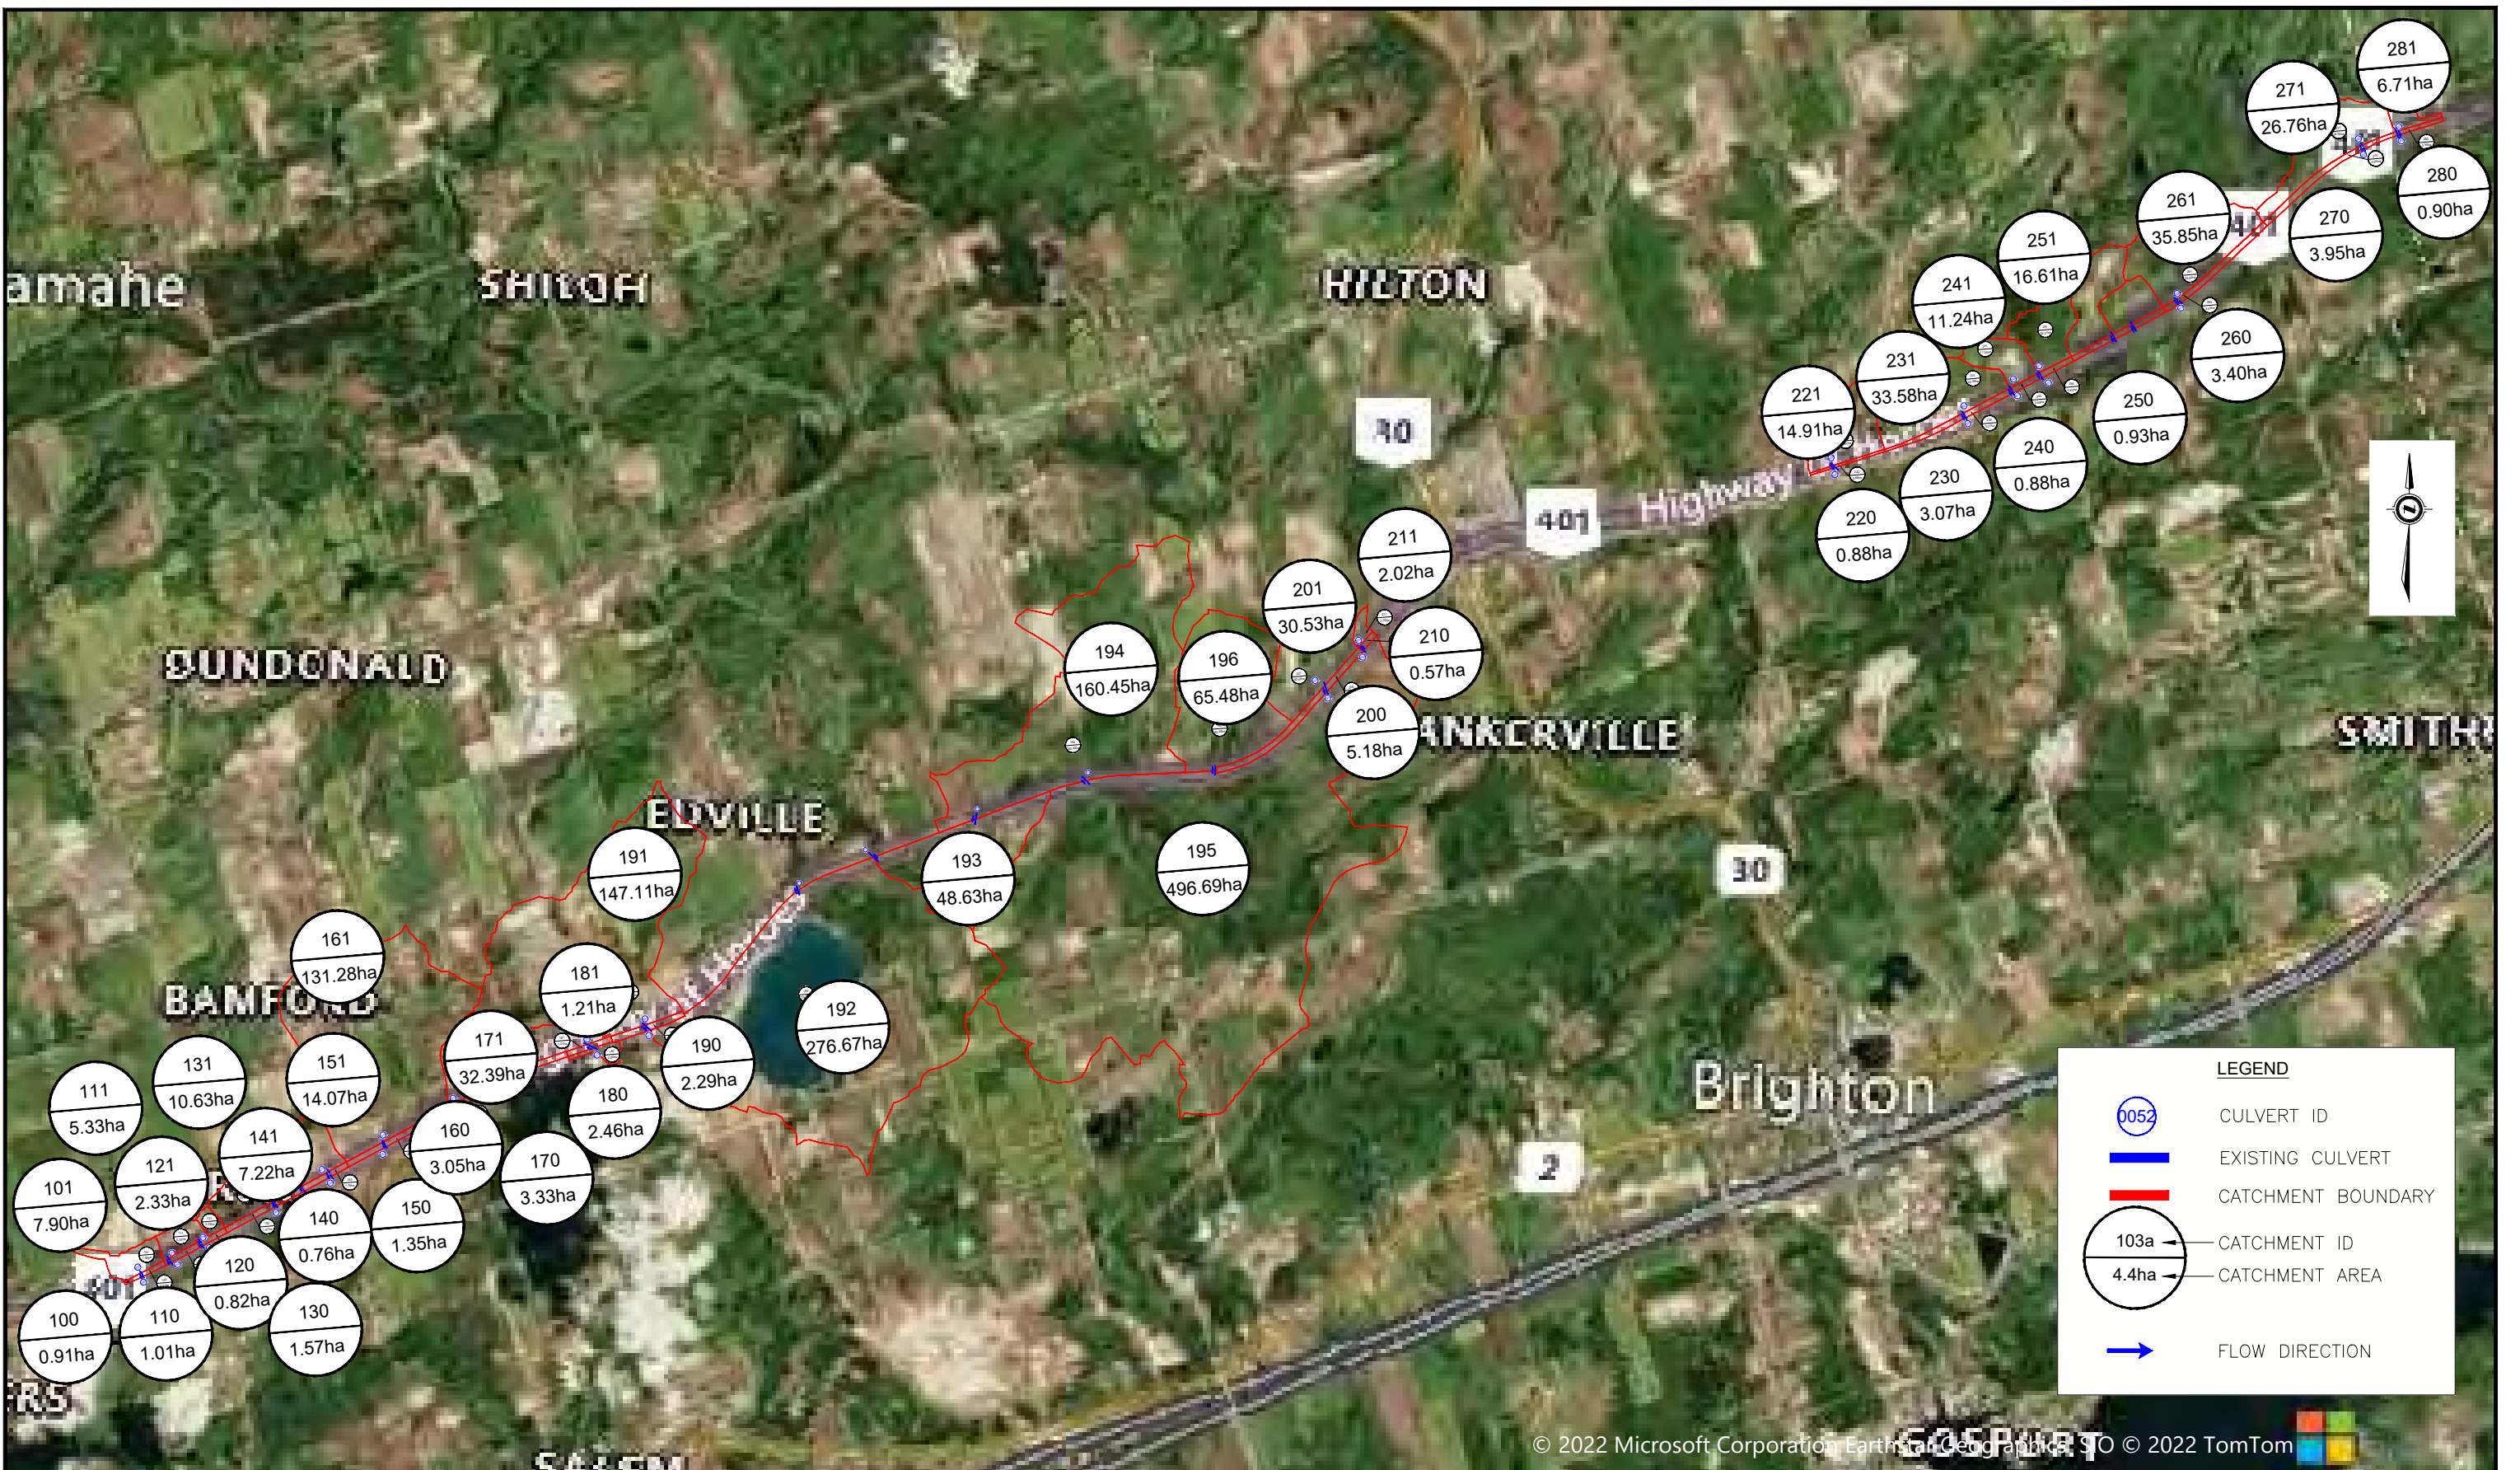 281
6.71ha
271
26.76ha
280
0.90ha
261
35.85ha
270
3.95ha
401
251
16.61ha
241
11.24ha
260
3.40ha
231
33.58ha
250
0.93ha
221
14.91ha
240
0.88ha
230
3.07ha
220
0.88ha
amahe
SHILOH
HILTON
30
Highway
401
211
2.02ha
201
30.53ha
210
0.57ha
194
160.45ha
196
65.48ha
200
5.18ha
ANKERVILLE
SMITH
DUNDONALD
EDVILLE
191
147.11ha
193
48.63ha
195
496.69ha
30
161
131.28ha
BAMFORD
181
1.21ha
192
276.67ha
171
32.39ha
190
2.29ha
180
2.46ha
131
10.63ha
151
14.07ha
111
5.33ha
141
7.22ha
160
3.05ha
170
3.33ha
121
2.33ha
101
7.90ha
140
0.76ha
150
1.35ha
401
120
0.82ha
130
1.57ha
100
0.91ha
110
1.01ha
ERS
SALEM
Brighton
2
LEGEND
0052 CULVERT ID
EXISTING CULVERT
CATCHMENT BOUNDARY
103a CATCHMENT ID
4.4ha CATCHMENT AREA
FLOW DIRECTION
GOSPORT
© 2022 Microsoft Corporation Earthstar Geographics SIO © 2022 TomTom